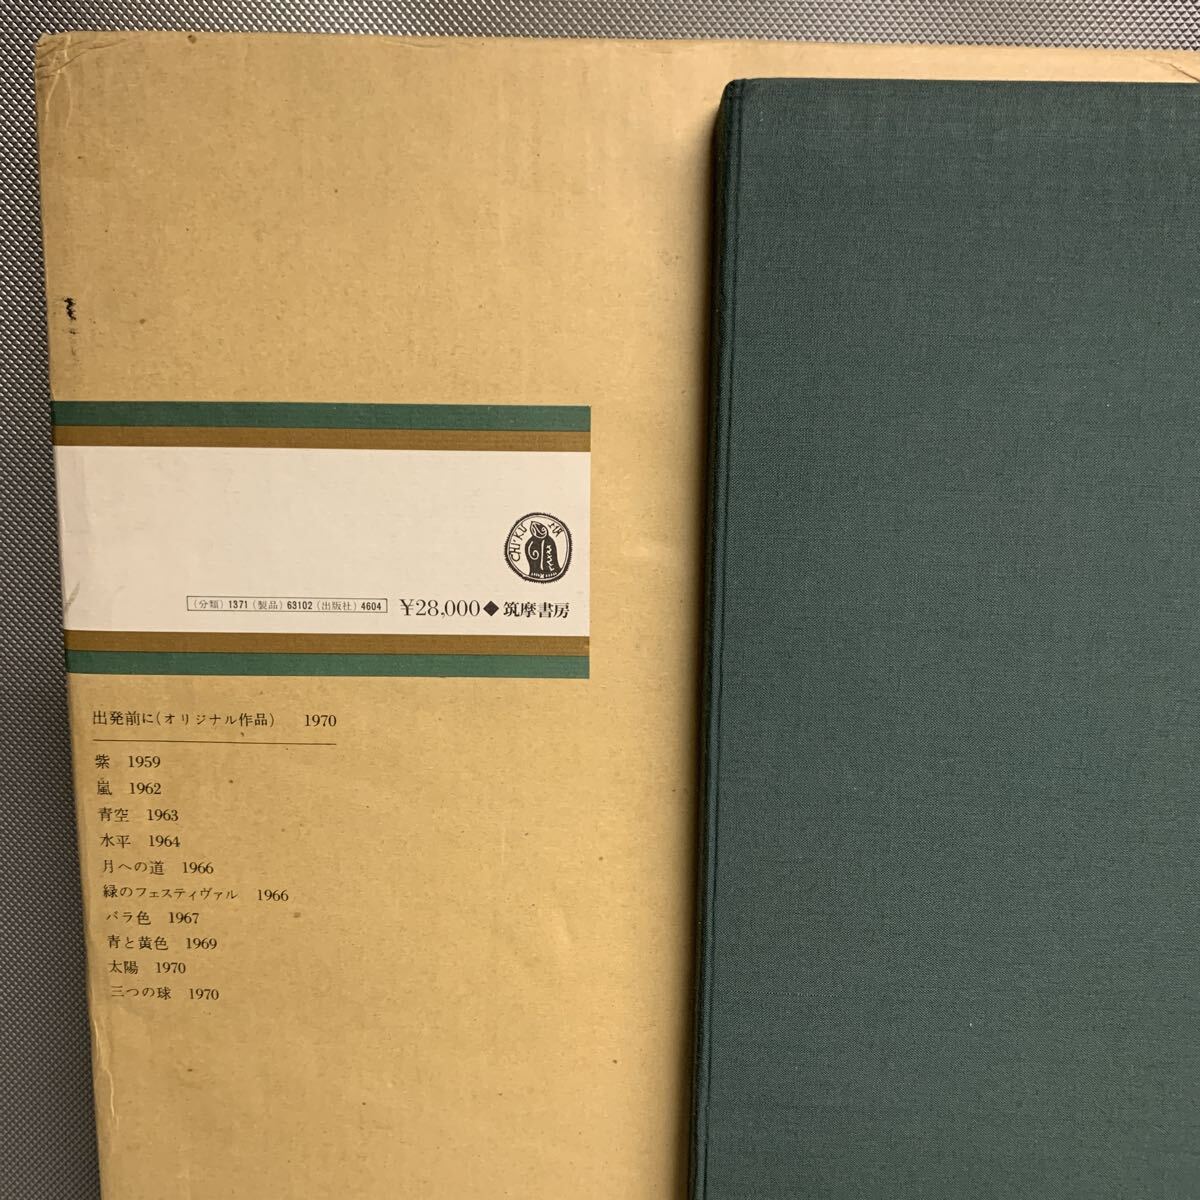 CHIKUMA
(分類) 1371 (製品) 63102 (出版社) 4604
¥28,000◆筑摩書房
出発前に(オリジナル作品) 1970
紫 1959
嵐 1962
青空 1963
水平 1964
月への道 1966
緑のフェスティヴァル 1966
バラ色 1967
青と黄色 1969
太陽 1970
三つの球 1970